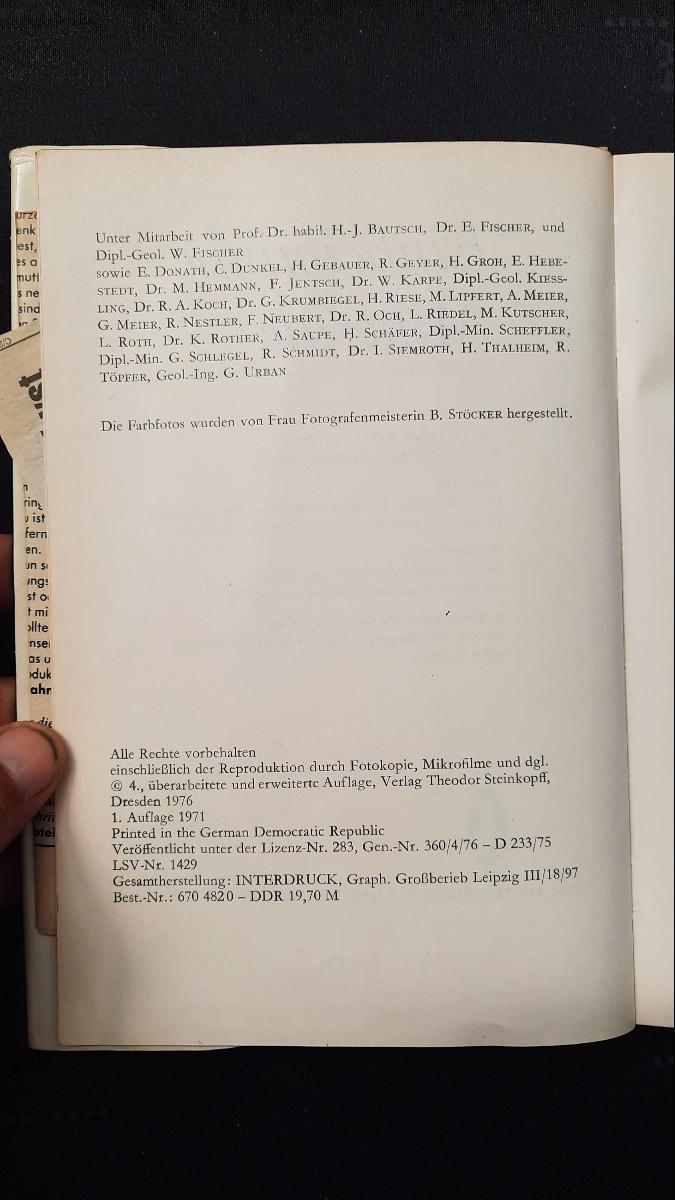 Unter Mitarbeit von Prof. Dr. habil. H.-J. BAUTSCH, Dr. E. FISCHER, und
Dipl.-Geol. W. FISCHER
sowie E. DONATH, C. DUNKEL, H. GEBAUER, R. GEYER, H. GROH, E. HEBE-
STEDT, Dr. M. HEMMANN, F. JENTSCH, Dr. W. KARPE, Dipl.-Geol. KIESS-
LING, Dr. R. A. KOCH, Dr. G. KRUMBIEGEL, H. RIESE, M. LIPFERT, A. MEIER,
G. MEIER, R. NESTLER, F. NEUBERT, Dr. R. OCH, L. RIEDEL, M. KUTSCHER,
L. ROTH, Dr. K. ROTHER, A. SAUPE, H. SCHÄFER, Dipl.-Min. SCHEFFLER,
Dipl.-Min. G. SCHLEGEL, R. SCHMIDT, Dr. I. SIEMROTH, H. THALHEIM, R.
TÖPFER, Geol.-Ing. G. URBAN
Die Farbfotos wurden von Frau Fotografenmeisterin B. STÖCKER hergestellt.
Alle Rechte vorbehalten
einschließlich der Reproduktion durch Fotokopie, Mikrofilme und dgl.
© 4., überarbeitete und erweiterte Auflage, Verlag Theodor Steinkopff,
Dresden 1976
1. Auflage 1971
Printed in the German Democratic Republic
Veröffentlicht unter der Lizenz-Nr. 283, Gen.-Nr. 360/4/76 – D 233/75
LSV-Nr. 1429
Gesamtherstellung: INTERDRUCK, Graph. Großberieb Leipzig III/18/97
Best.-Nr.: 670 482 0 – DDR 19,70 M